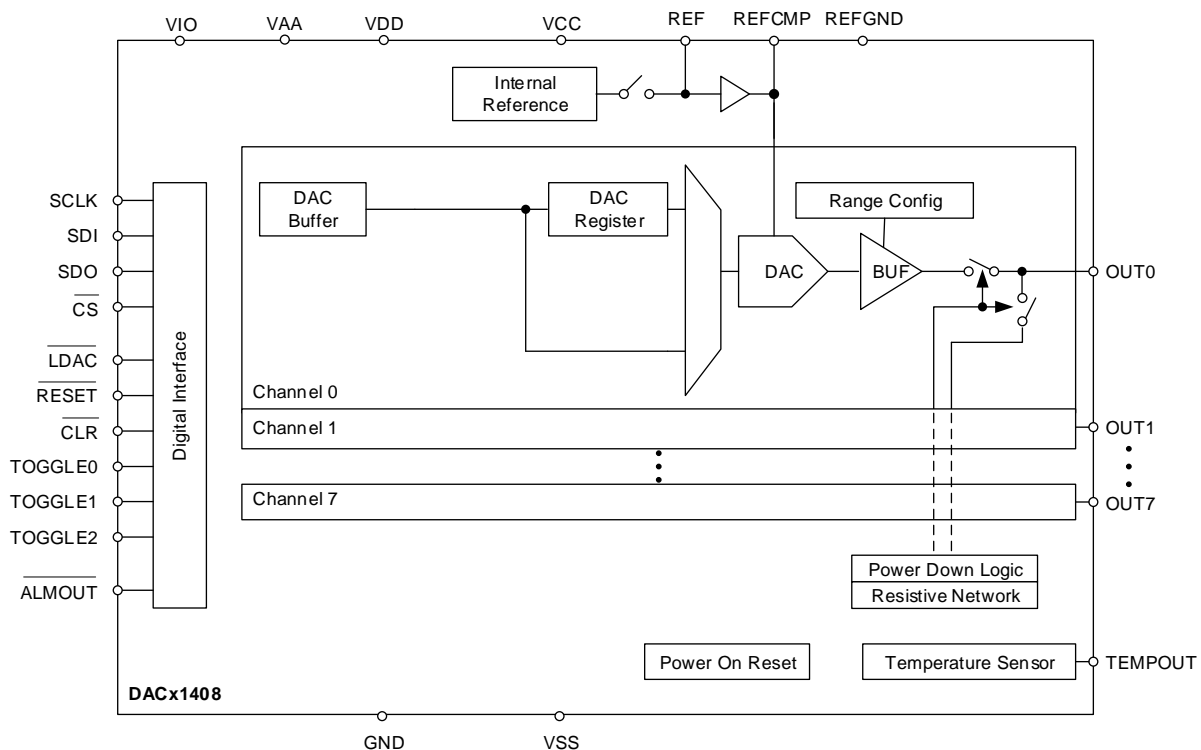 VIO
VAA
VDD
VCC
REF
REFCMP
REFGND
Internal
Reference
SCLK
SDI
SDO
CS
LDAC
RESET
CLR
TOGGLE0
TOGGLE1
TOGGLE2
ALMOUT
Digital Interface
DAC
Buffer
DAC
Register
Range Config
DAC
BUF
OUT0
Channel 0
Channel 1
OUT1
Channel 7
OUT7
Power Down Logic
Resistive Network
Power On Reset
Temperature Sensor
TEMPOUT
DACx1408
GND
VSS